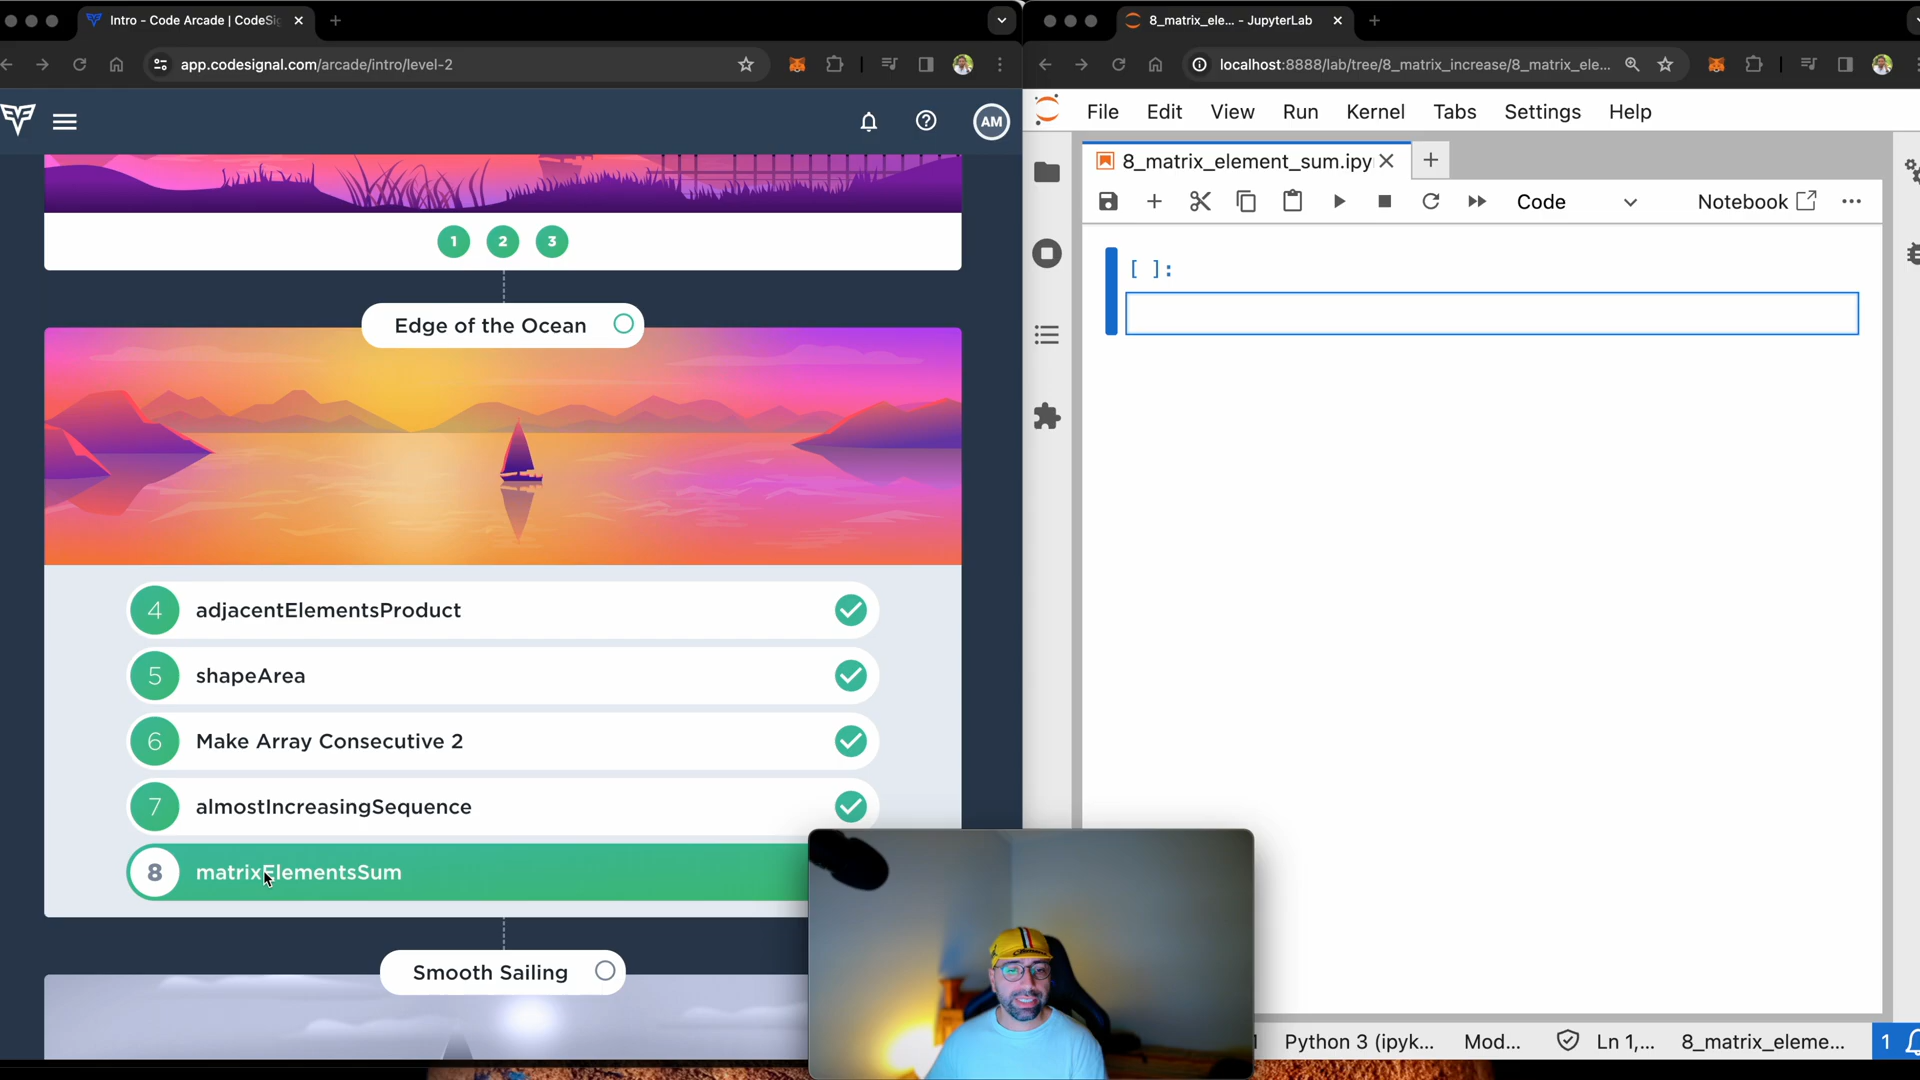 Intro - Code Arcade | CodeSi
app.codesignal.com/arcade/intro/level-2
AM
1 2 3
Edge of the Ocean
4 adjacentElementsProduct
5 shapeArea
6 Make Array Consecutive 2
7 almostIncreasingSequence
8 matrixElementsSum
Smooth Sailing
8_matrix_ele... - JupyterLab
localhost:8888/lab/tree/8_matrix_increase/8_matrix_ele...
File Edit View Run Kernel Tabs Settings Help
8_matrix_element_sum.ipy
Code Notebook
[ ]:
Python 3 (ipyk... Mod... Ln 1,... 8_matrix_eleme... 1